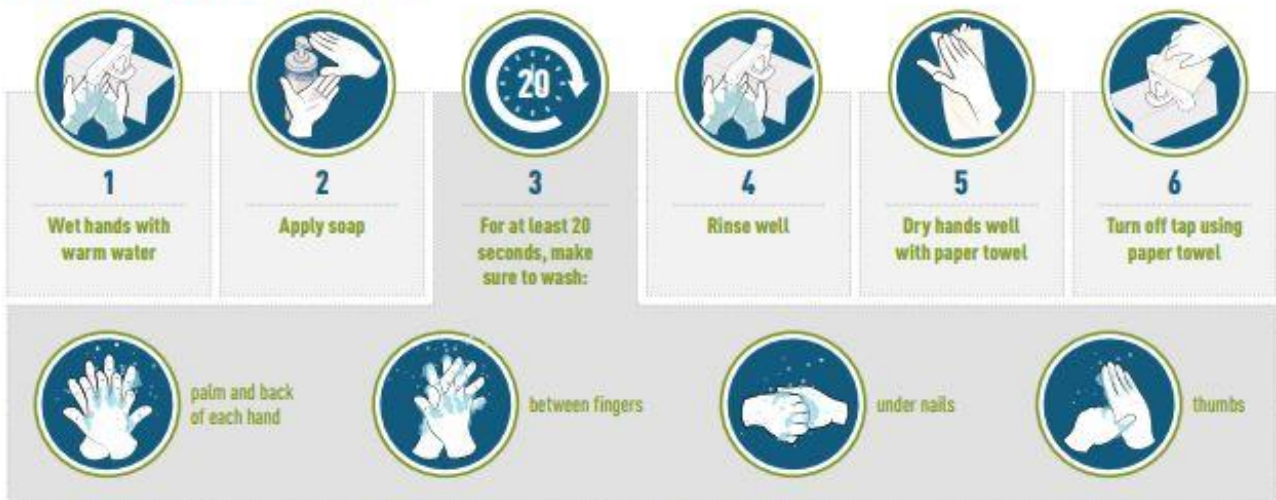 20
1
Wet hands with
warm water
2
Apply soap
3
For at least 20
seconds, make
sure to wash:
4
Rinse well
5
Dry hands well
with paper towel
6
Turn off tap using
paper towel
palm and back
of each hand
between fingers
under nails
thumbs